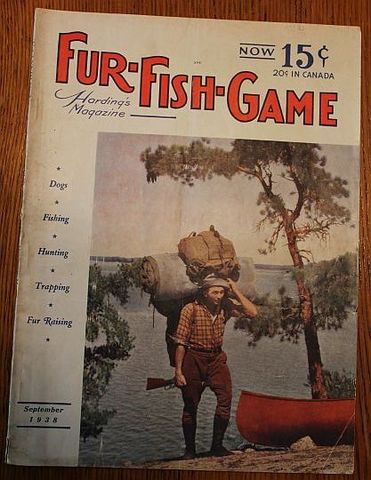 NOW 15¢
20¢ IN CANADA
FUR-FISH-GAME
Harding's
Magazine
Dogs
Fishing
Hunting
Trapping
Fur Raising
September
1938